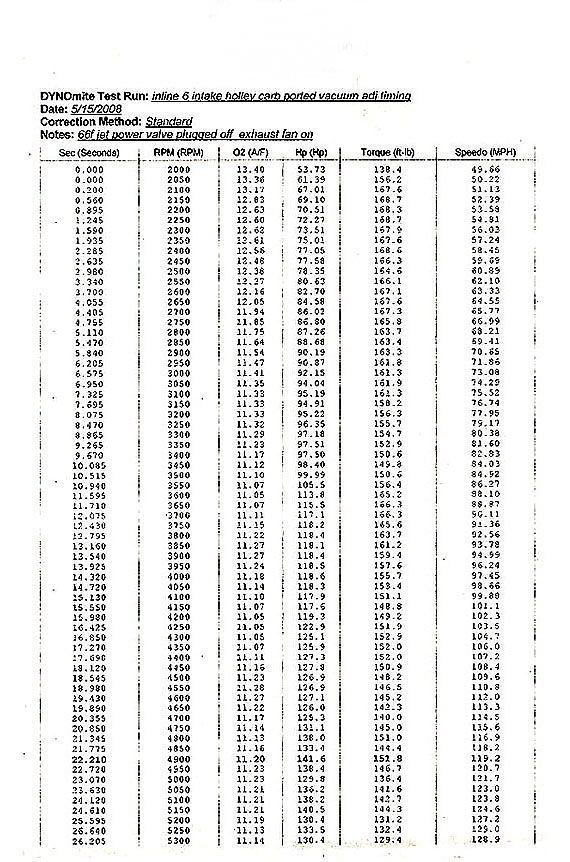 DYNOmite Test Run: inline 6 intake holley carb ported vacuum adj timing
Date: 5/15/2008
Correction Method: Standard
Notes: 66f jet power valve plugged off exhaust fan on
Sec (Seconds) RPM (RPM) O2 (A/F) Hp (Hp) Torque (ft-lb) Speedo (MPH)
0.000 2000 13.40 53.73 138.4 49.66
0.000 2050 13.36 61.39 156.2 50.22
0.200 2100 13.17 67.01 167.6 51.13
0.560 2150 12.83 69.10 168.7 52.39
0.895 2200 12.63 70.51 168.3 53.58
1.245 2250 12.60 72.27 168.7 54.81
1.590 2300 12.62 73.51 167.9 56.03
1.935 2350 12.61 75.01 167.6 57.24
2.285 2400 12.56 77.05 168.6 58.45
2.635 2450 12.48 77.58 166.3 59.69
2.980 2500 12.38 78.35 164.6 60.89
3.340 2550 12.27 80.63 166.1 62.10
3.700 2600 12.16 82.70 167.1 63.33
4.055 2650 12.05 84.58 167.6 64.55
4.405 2700 11.94 86.02 167.3 65.77
4.755 2750 11.85 86.80 165.8 66.99
5.110 2800 11.75 87.26 163.7 68.21
5.470 2850 11.64 88.68 163.4 69.41
5.840 2900 11.54 90.19 163.3 70.65
6.205 2950 11.47 90.87 161.8 71.86
6.575 3000 11.41 92.15 161.3 73.08
6.950 3050 11.35 94.04 161.9 74.29
7.325 3100 11.33 95.19 161.3 75.52
7.695 3150 11.33 94.91 158.2 76.74
8.075 3200 11.33 95.22 156.3 77.95
8.470 3250 11.32 96.35 155.7 79.17
8.865 3300 11.29 97.18 154.7 80.38
9.265 3350 11.23 97.51 152.9 81.60
9.670 3400 11.17 97.50 150.6 82.83
10.085 3450 11.12 98.40 149.8 84.03
10.515 3500 11.10 99.99 150.6 84.92
10.940 3550 11.07 105.5 156.4 86.27
11.595 3600 11.05 113.8 165.2 88.10
11.710 3650 11.07 115.5 166.3 88.87
12.075 3700 11.11 117.1 166.3 90.11
12.430 3750 11.15 118.2 165.6 91.36
12.795 3800 11.22 118.4 163.7 92.56
13.160 3850 11.27 118.1 161.2 93.78
13.540 3900 11.27 118.4 159.4 94.99
13.925 3950 11.24 118.5 157.6 96.24
14.320 4000 11.18 118.6 155.7 97.45
14.720 4050 11.14 118.3 153.4 98.66
15.130 4100 11.10 117.9 151.1 99.88
15.550 4150 11.07 117.6 148.8 101.1
15.980 4200 11.05 119.3 149.2 102.3
16.425 4250 11.05 122.9 151.9 103.5
16.850 4300 11.05 125.1 152.9 104.7
17.270 4350 11.07 125.9 152.0 106.0
17.690 4400 11.11 127.3 152.0 107.2
18.120 4450 11.16 127.8 150.9 108.4
18.545 4500 11.23 126.9 148.2 109.6
18.980 4550 11.28 126.9 146.5 110.8
19.430 4600 11.27 127.1 145.2 112.0
19.890 4650 11.22 126.0 142.3 113.3
20.355 4700 11.17 125.3 140.0 114.5
20.850 4750 11.14 131.1 145.0 115.6
21.345 4800 11.13 138.0 151.0 116.9
21.775 4850 11.16 133.4 144.4 118.2
22.210 4900 11.20 141.6 151.8 119.2
22.720 4950 11.23 138.4 146.7 120.7
23.070 5000 11.23 129.8 136.4 121.7
23.630 5050 11.21 136.2 141.6 123.0
24.120 5100 11.21 138.2 142.7 123.8
24.610 5150 11.21 140.5 144.3 124.6
25.595 5200 11.19 130.4 131.2 127.2
26.640 5250 11.13 133.5 132.4 129.0
26.205 5300 11.14 130.4 129.4 128.9